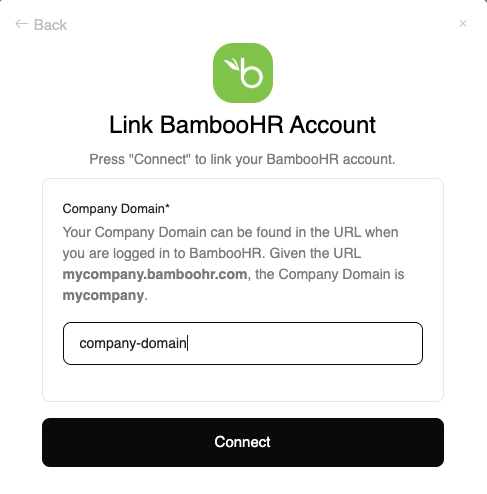 ← Back
×
b
Link BambooHR Account
Press "Connect" to link your BambooHR account.
Company Domain*
Your Company Domain can be found in the URL when
you are logged in to BambooHR. Given the URL
mycompany.bamboohr.com, the Company Domain is
mycompany.
company-domain
Connect